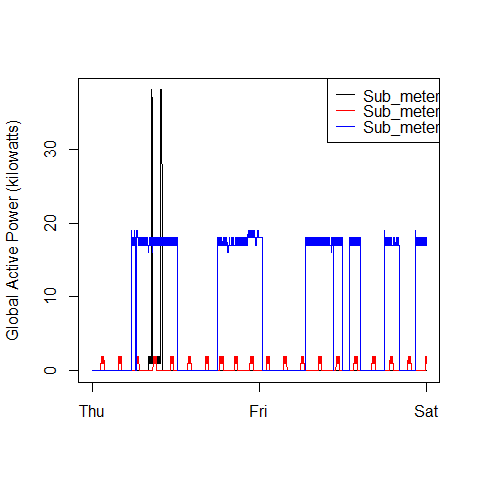 Sub_meter
Sub_meter
Sub_meter
Global Active Power (kilowatts)
30
20
10
0
Thu Fri Sat